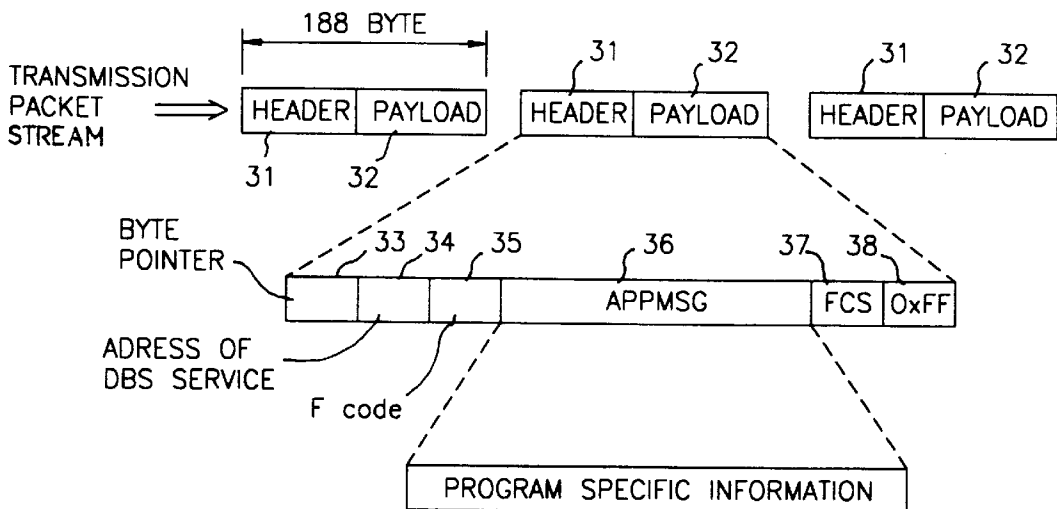 188 BYTE
TRANSMISSION
PACKET
STREAM
31 32 31 32
HEADER PAYLOAD HEADER PAYLOAD HEADER PAYLOAD
31 32
BYTE
POINTER
33 34 35 36 37 38
APPMSG FCS 0xFF
ADRESS OF
DBS SERVICE
F code
PROGRAM SPECIFIC INFORMATION